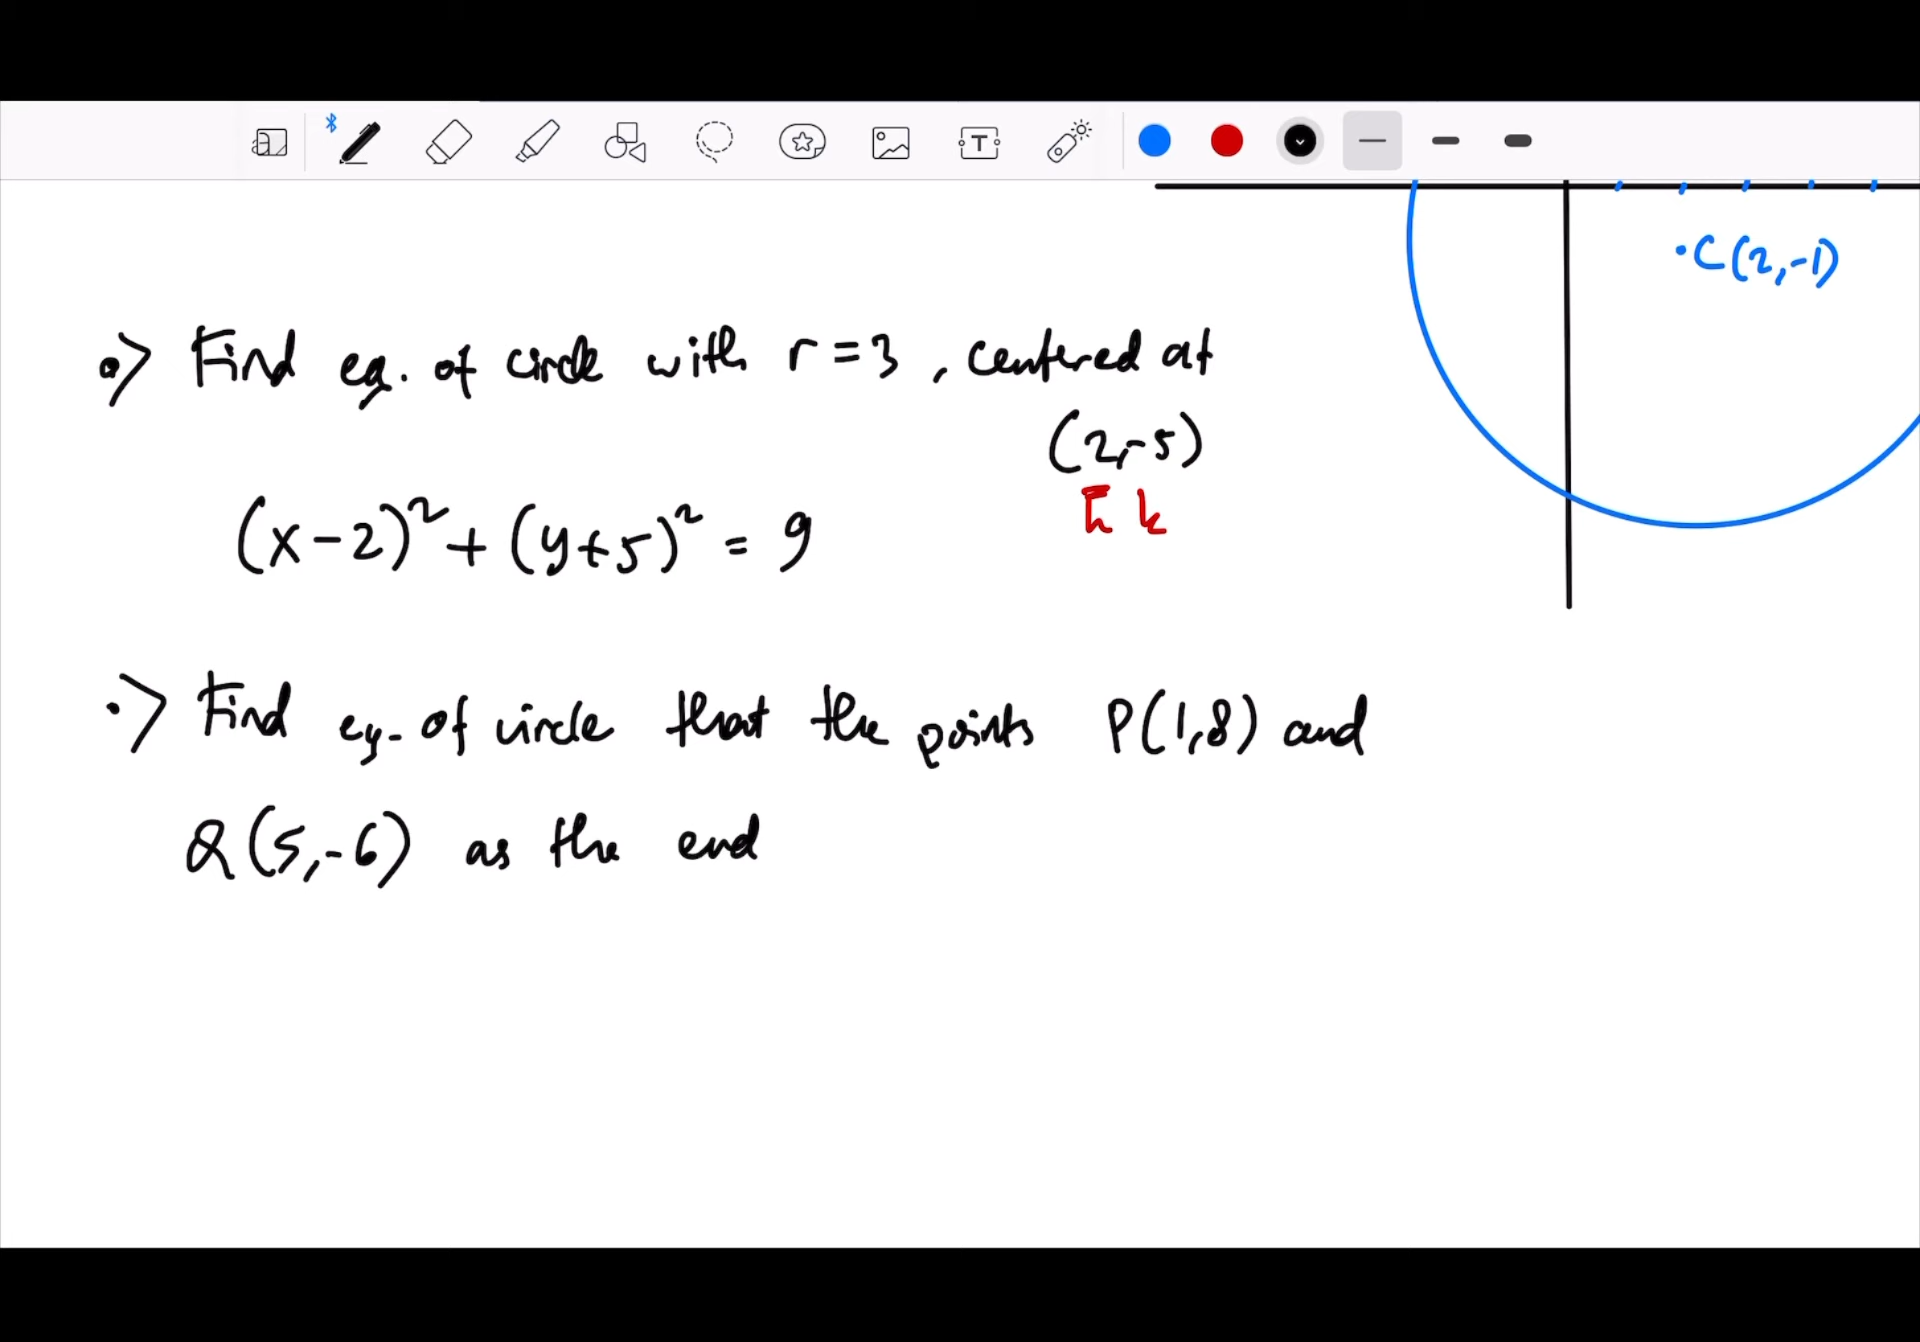 C(2,-1)
•> Find eq. of circle with r=3, centered at
(2,-5)
h k
(x-2)²+(y+5)² = 9
•> Find eq. of circle that the points P(1,8) and
Q(5,-6) as the end